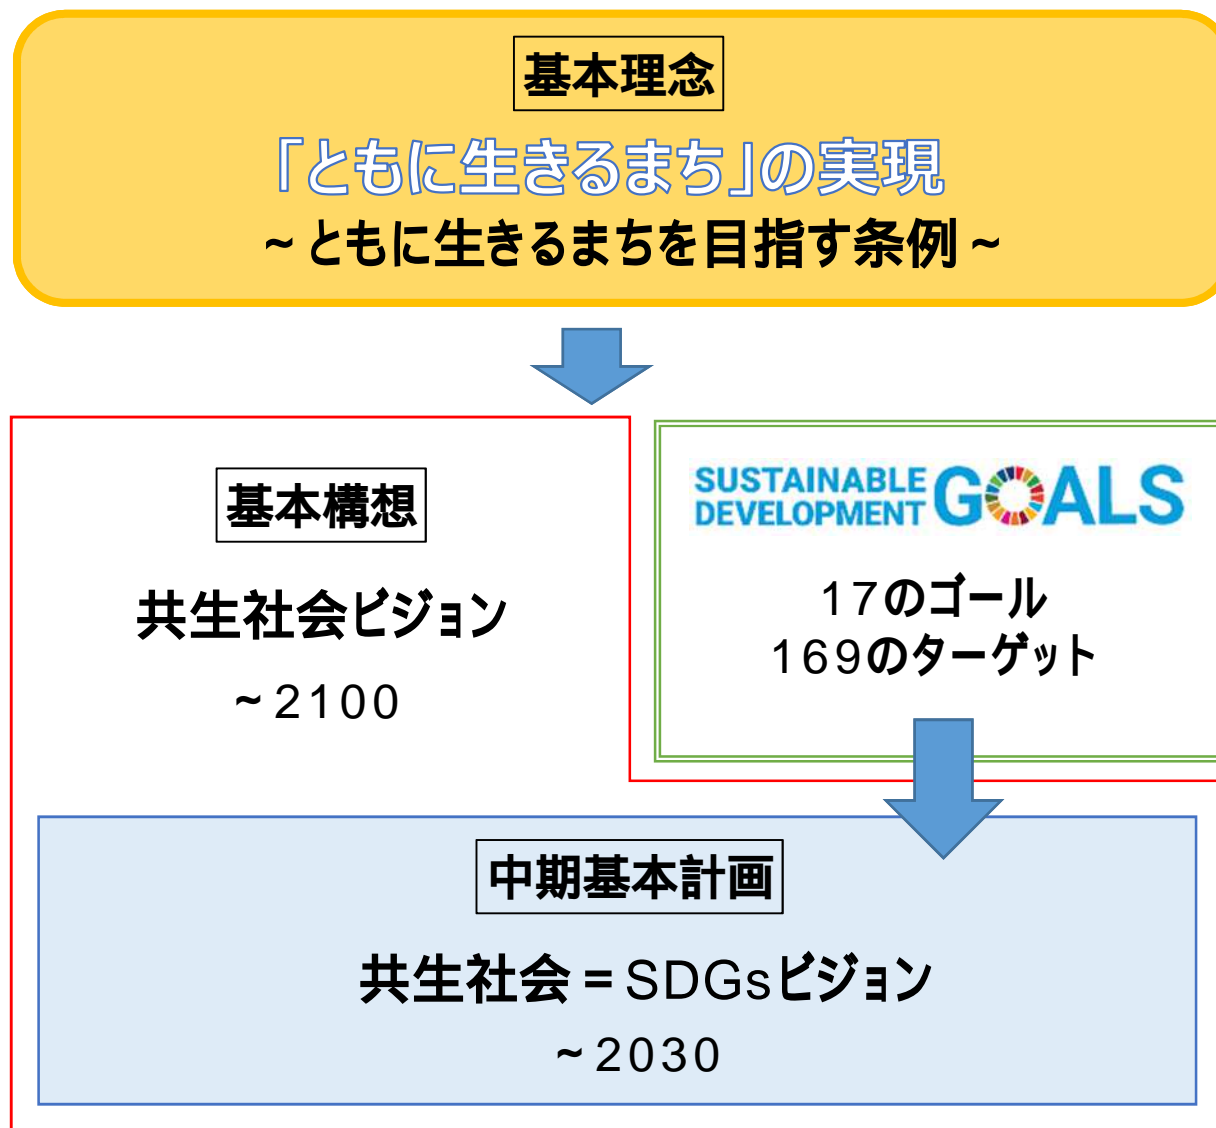 基本理念
「ともに生きるまち」の実現
~ともに生きるまちを目指す条例~
基本構想
共生社会ビジョン
~2100
SUSTAINABLE
DEVELOPMENT
GOALS
17のゴール
169のターゲット
中期基本計画
共生社会=SDGsビジョン
~2030